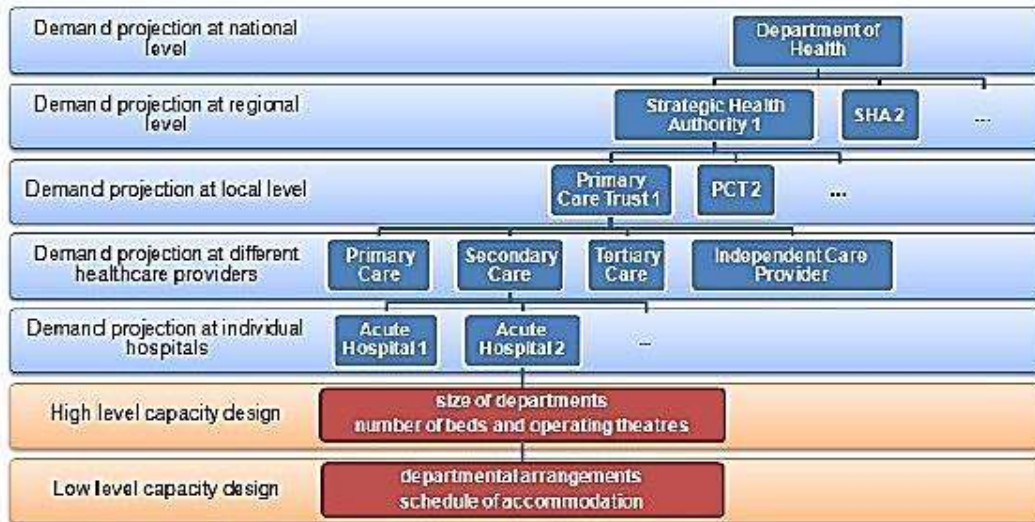 Demand projection at national
level
Department of
Health
Demand projection at regional
level
Strategic Health
Authority 1
SHA 2
...
Demand projection at local level
Primary
Care Trust 1
PCT 2
...
Demand projection at different
healthcare providers
Primary
Care
Secondary
Care
Tertiary
Care
Independent Care
Provider
Demand projection at individual
hospitals
Acute
Hospital 1
Acute
Hospital 2
...
High level capacity design
size of departments
number of beds and operating theatres
Low level capacity design
departmental arrangements
schedule of accommodation